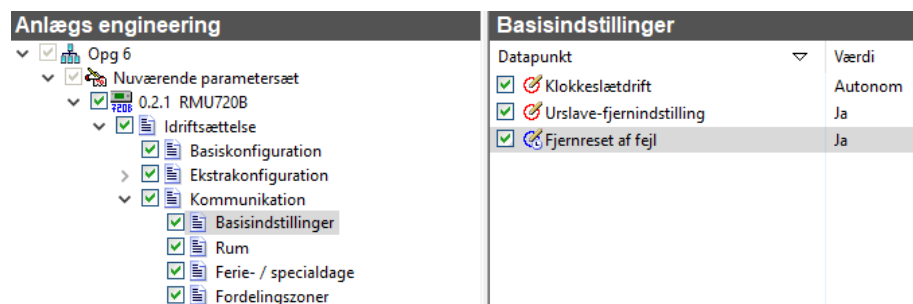 Anlægs engineering
Opg 6
Nuværende parametersæt
720B 0.2.1 RMU720B
Idriftsættelse
Basiskonfiguration
Ekstrakonfiguration
Kommunikation
Basisindstillinger
Rum
Ferie- / specialdage
Fordelingszoner
Basisindstillinger
Datapunkt Værdi
Klokkeslætdrift Autonom
Urslave-fjernindstilling Ja
Fjernreset af fejl Ja